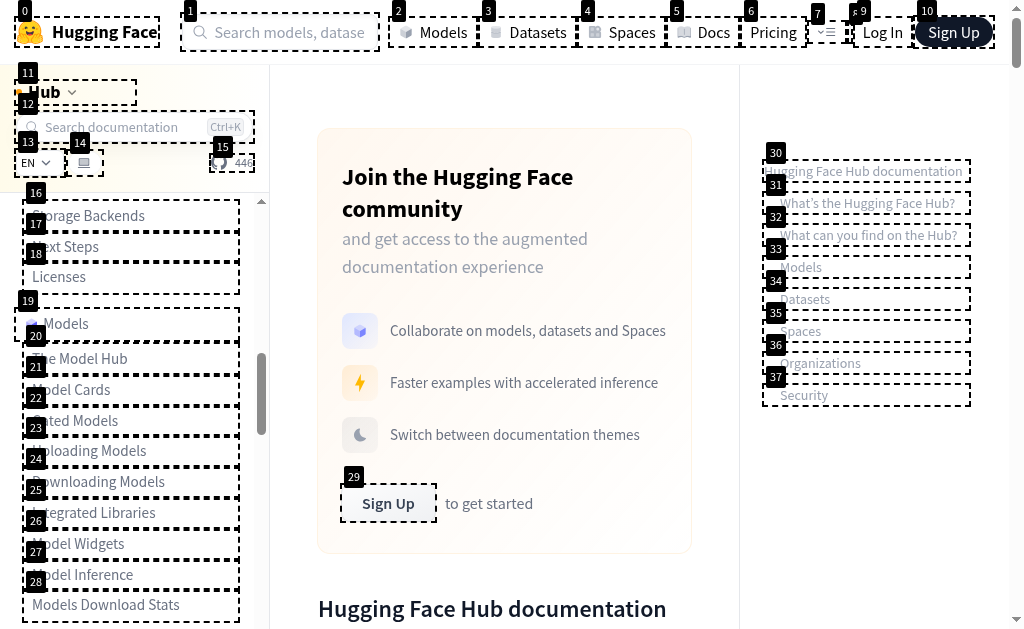 0 1 2 3 4 5 6 7 8 9 10
Hugging Face Search models, datase Models Datasets Spaces Docs Pricing Log In Sign Up
11
Hub
12
Search documentation Ctrl+K
13 14 15
EN 446
16
Storage Backends
17
Next Steps
18
Licenses
19
Models
20
The Model Hub
21
Model Cards
22
Gated Models
23
Uploading Models
24
Downloading Models
25
Integrated Libraries
26
Model Widgets
27
Model Inference
28
Models Download Stats
Join the Hugging Face
community
and get access to the augmented
documentation experience
Collaborate on models, datasets and Spaces
Faster examples with accelerated inference
Switch between documentation themes
29
Sign Up to get started
Hugging Face Hub documentation
30
Hugging Face Hub documentation
31
What's the Hugging Face Hub?
32
What can you find on the Hub?
33
Models
34
Datasets
35
Spaces
36
Organizations
37
Security